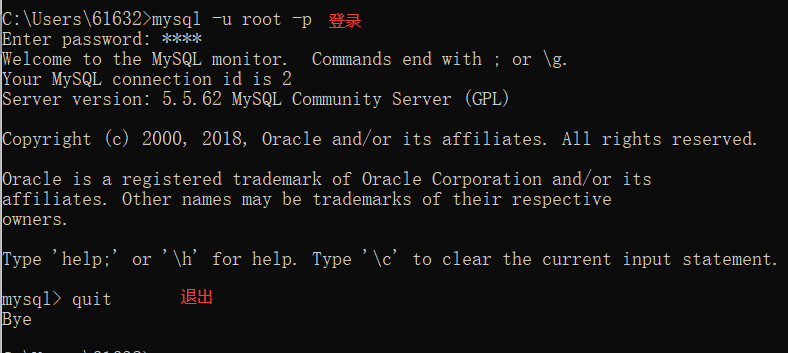 C:\Users\61632>mysql -u root -p 登录
Enter password: ****
Welcome to the MySQL monitor.  Commands end with ; or \g.
Your MySQL connection id is 2
Server version: 5.5.62 MySQL Community Server (GPL)
Copyright (c) 2000, 2018, Oracle and/or its affiliates. All rights reserved.
Oracle is a registered trademark of Oracle Corporation and/or its
affiliates. Other names may be trademarks of their respective
owners.
Type 'help;' or '\h' for help. Type '\c' to clear the current input statement.
mysql> quit 退出
Bye